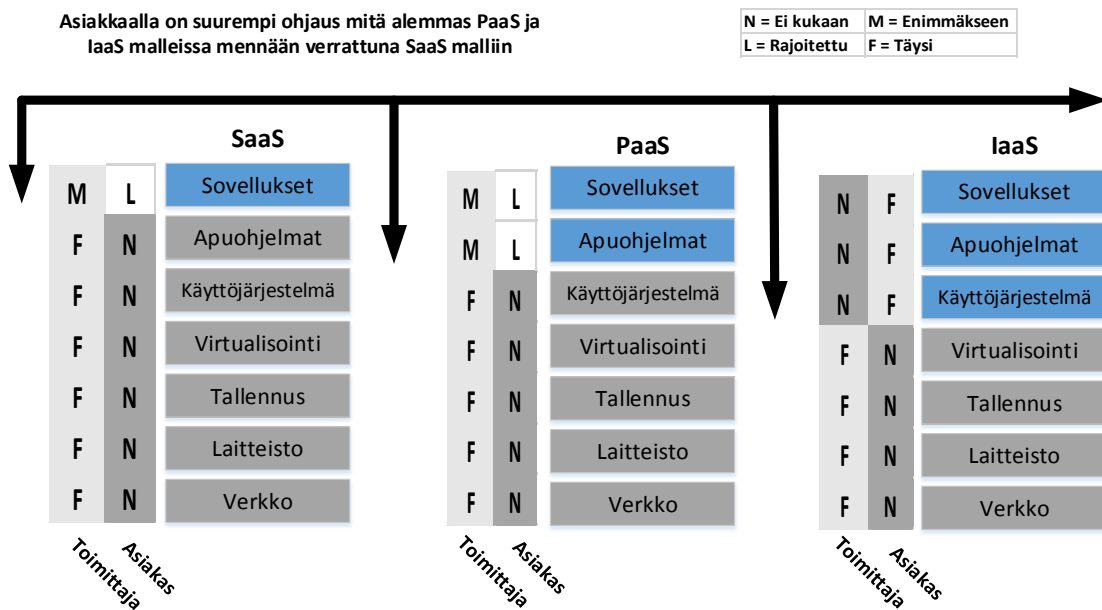 Asiakkaalla on suurempi ohjaus mitä alemmas PaaS ja
IaaS malleissa mennään verrattuna SaaS malliin
N = Ei kukaan M = Enimmäkseen
L = Rajoitettu F = Täysi
SaaS
M L Sovellukset
F N Apuohjelmat
F N Käyttöjärjestelmä
F N Virtualisointi
F N Tallennus
F N Laitteisto
F N Verkko
Toimittaja Asiakas
PaaS
M L Sovellukset
M L Apuohjelmat
F N Käyttöjärjestelmä
F N Virtualisointi
F N Tallennus
F N Laitteisto
F N Verkko
Toimittaja Asiakas
IaaS
N F Sovellukset
N F Apuohjelmat
N F Käyttöjärjestelmä
F N Virtualisointi
F N Tallennus
F N Laitteisto
F N Verkko
Toimittaja Asiakas